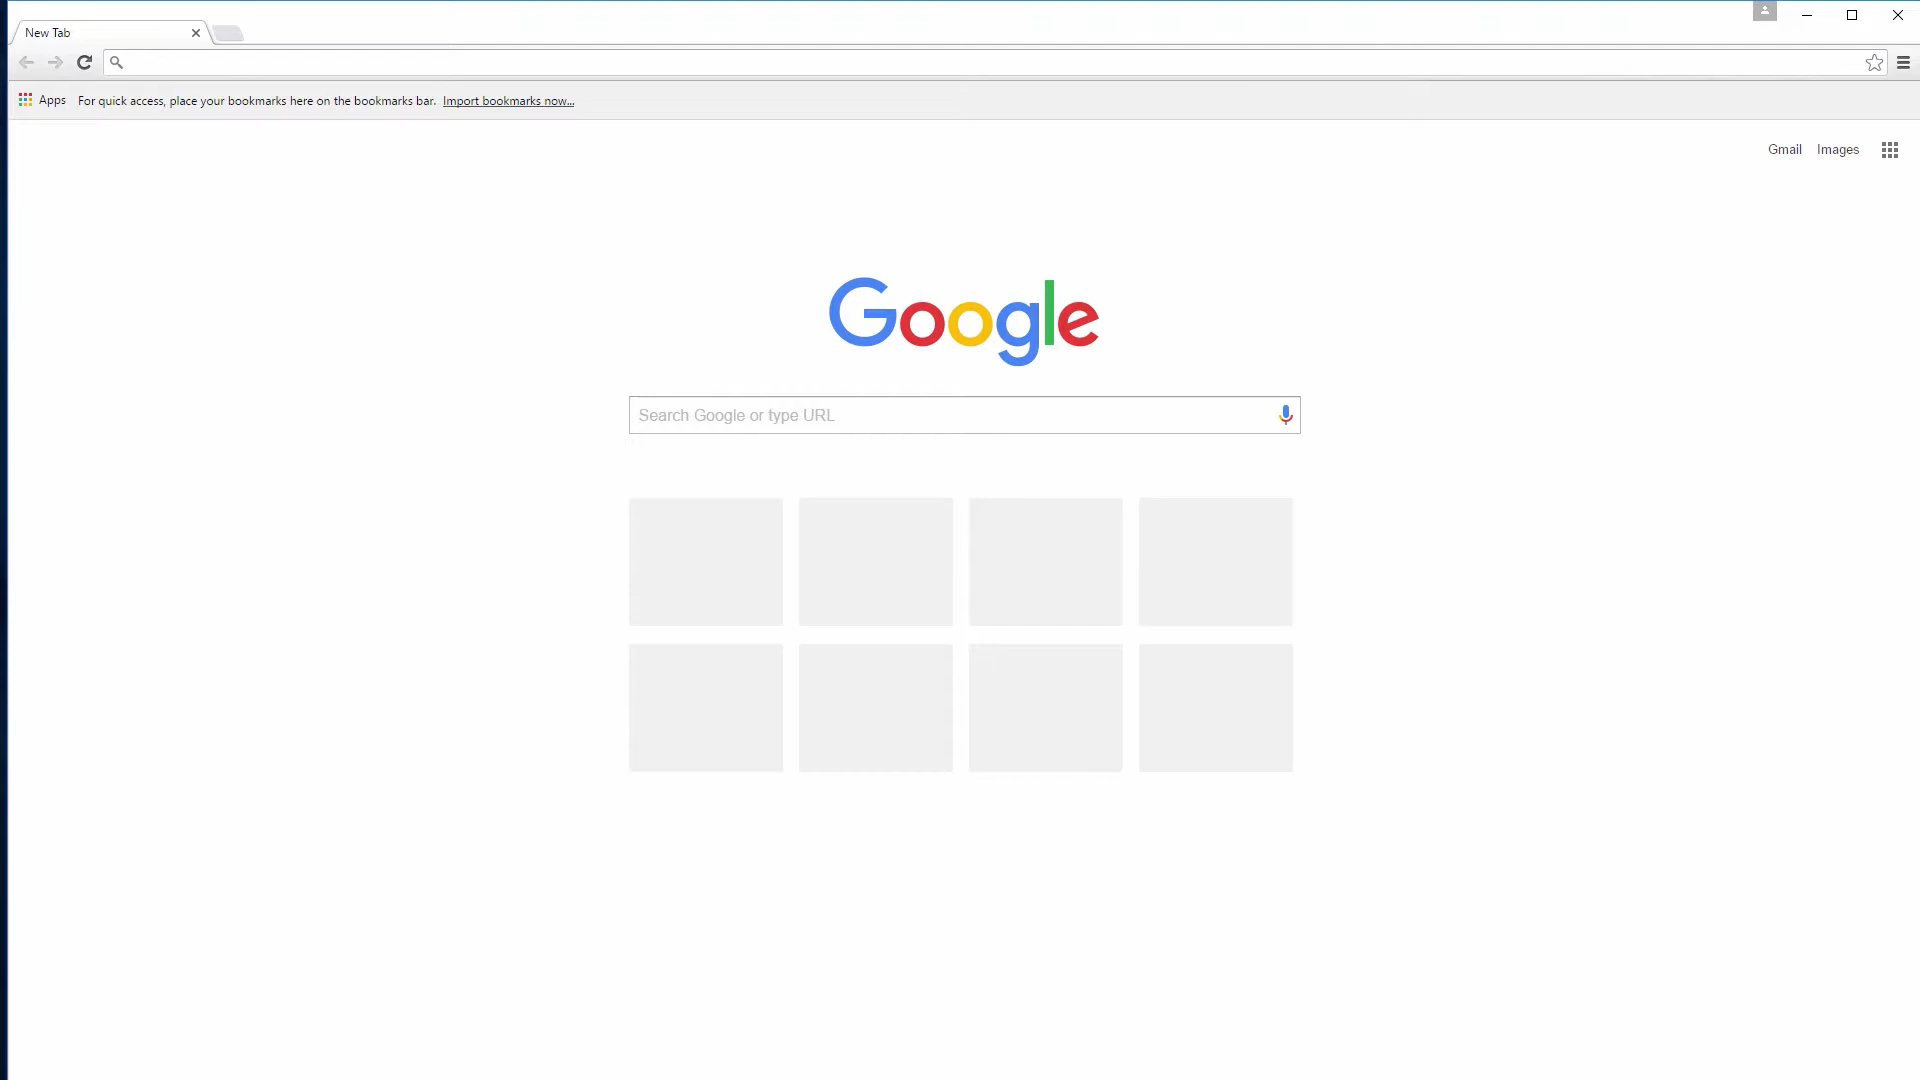 New Tab
Apps For quick access, place your bookmarks here on the bookmarks bar. Import bookmarks now...
Gmail Images
Google
Search Google or type URL